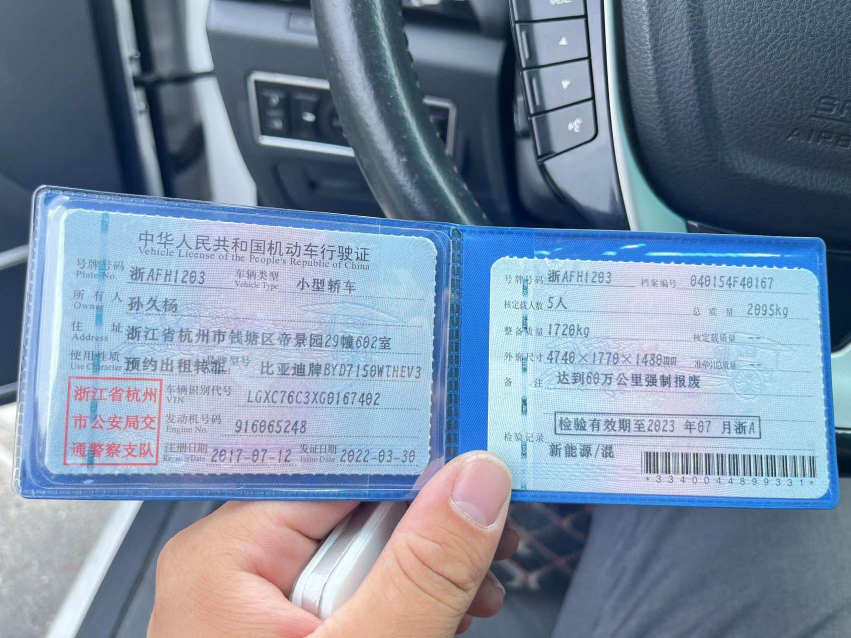 中华人民共和国机动车行驶证
Vehicle License of the People's Republic of China
号牌号码 浙AFH1203 车辆类型 小型轿车
Plate No. Vehicle Type
所有人 孙久杨
Owner
住址 浙江省杭州市钱塘区帝景园29幢602室
Address
使用性质 预约出租转非 品牌型号 比亚迪牌BYD7150WTHEV3
Use Character
浙江省杭州
市公安局交
通警察支队
车辆识别代号 LGXC76C3XG0167402
VIN
发动机号码 916065248
Engine No.
注册日期 2017-07-12 发证日期 2022-03-30
Register Date Issue Date
号牌号码 浙AFH1203 档案编号 040154F40167
核定载人数 5人 总质量 2095kg
整备质量 1720kg 核定载质量 --
外廓尺寸 4740×1770×1480mm 准牵引总质量 --
备注 达到60万公里强制报废
检验有效期至2023 年07 月浙A
检验记录
新能源/混
*3340044899331*
AIRB